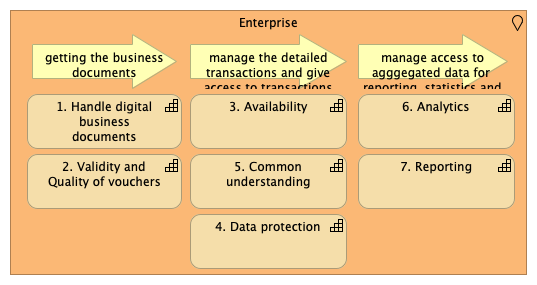 Enterprise
getting the business
documents
manage the detailed
transactions and give
access to transactions
manage access to
agggegated data for
reporting, statistics and
1. Handle digital
business
documents
3. Availability
6. Analytics
2. Validity and
Quality of vouchers
5. Common
understanding
7. Reporting
4. Data protection